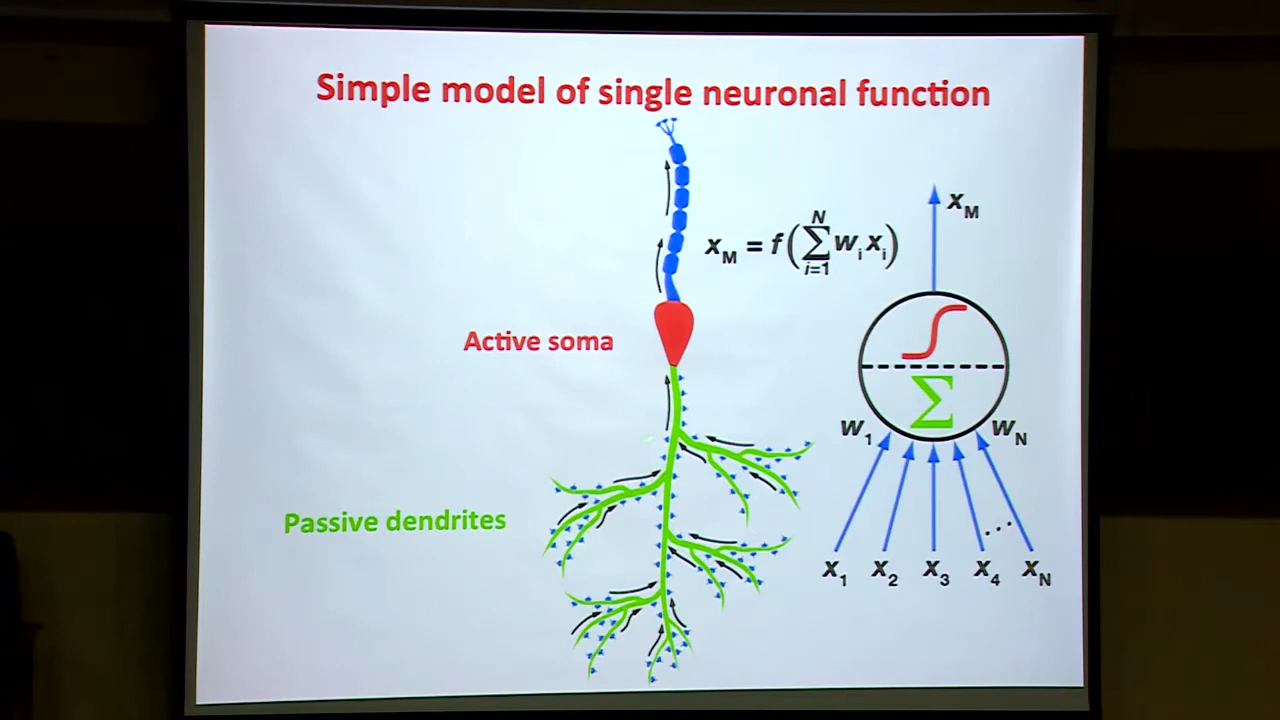 Simple model of single neuronal function
x_M = f(∑_{i=1}^{N} w_i x_i)
x_M
Active soma
Σ
w_1
w_N
Passive dendrites
...
x_1 x_2 x_3 x_4 x_N